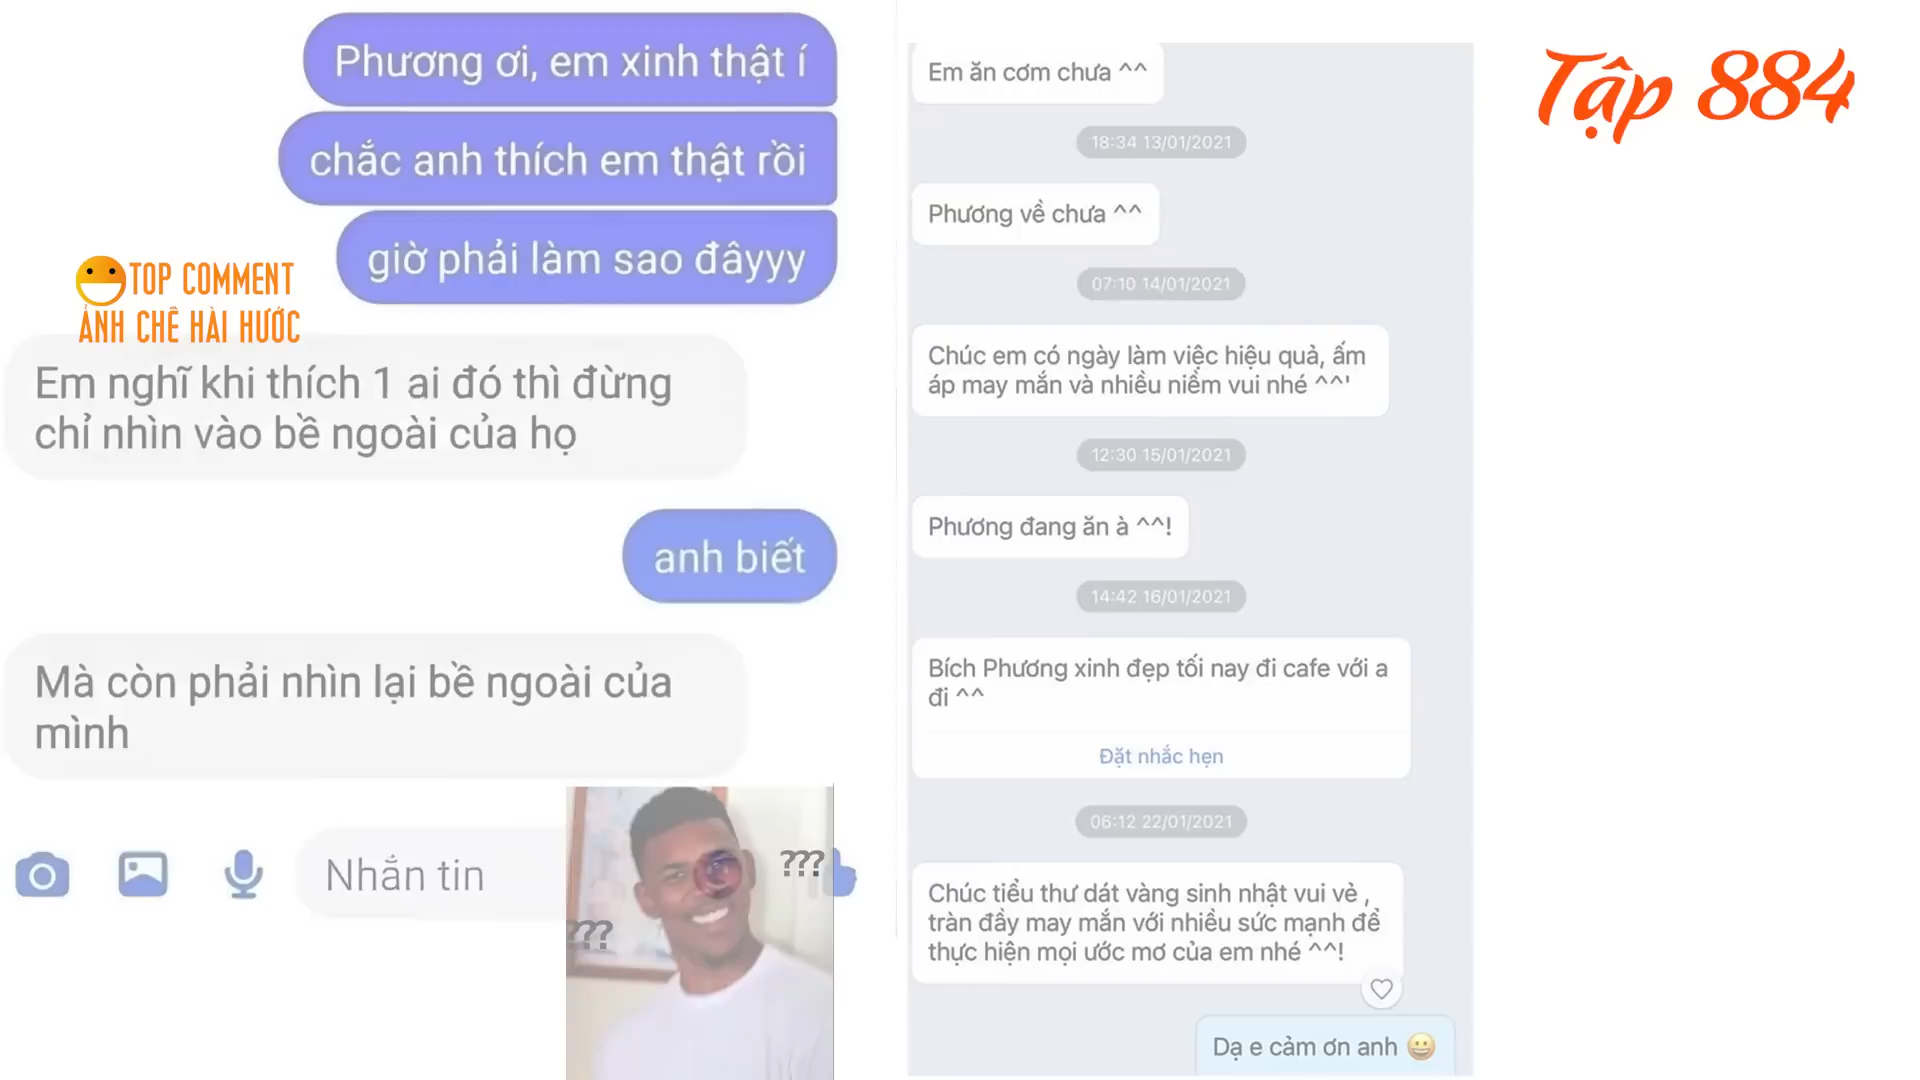 Phương ơi, em xinh thật í
chắc anh thích em thật rồi
giờ phải làm sao đâyyy
TOP COMMENT
ẢNH CHẾ HÀI HƯỚC
Em nghĩ khi thích 1 ai đó thì đừng
chỉ nhìn vào bề ngoài của họ
anh biết
Mà còn phải nhìn lại bề ngoài của
mình
Nhắn tin
???
???
Em ăn cơm chưa ^^
18:34 13/01/2021
Phương về chưa ^^
07:10 14/01/2021
Chúc em có ngày làm việc hiệu quả, ấm
áp may mắn và nhiều niềm vui nhé ^^'
12:30 15/01/2021
Phương đang ăn à ^^!
14:42 16/01/2021
Bích Phương xinh đẹp tối nay đi cafe với a
đi ^^
Đặt nhắc hẹn
06:12 22/01/2021
Chúc tiểu thư dát vàng sinh nhật vui vẻ ,
tràn đầy may mắn với nhiều sức mạnh để
thực hiện mọi ước mơ của em nhé ^^!
Dạ e cảm ơn anh 😀
Tập 884